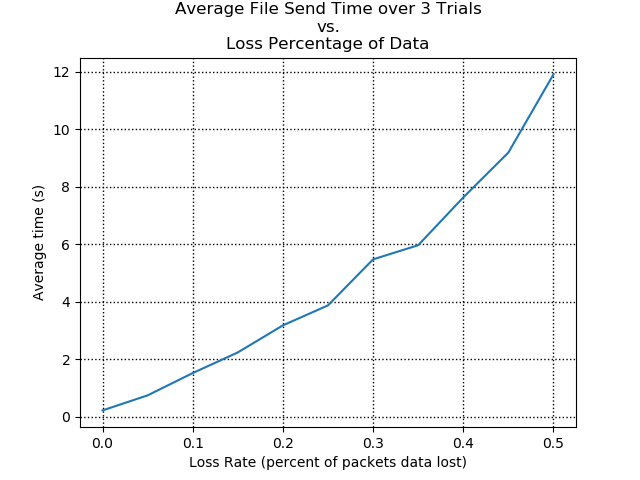 Average File Send Time over 3 Trials
vs.
Loss Percentage of Data
12
10
8
6
4
2
0
Average time (s)
0.0 0.1 0.2 0.3 0.4 0.5
Loss Rate (percent of packets data lost)